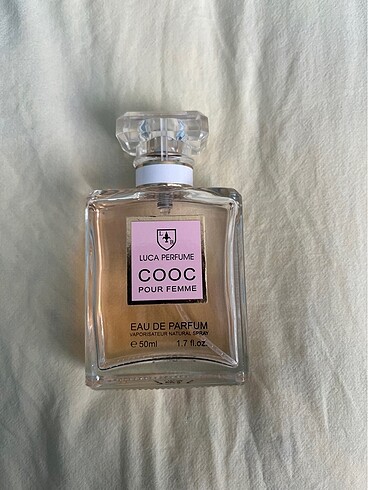 LUCA PERFUME
COOC
POUR FEMME
EAU DE PARFUM
VAPORISATEUR NATURAL SPRAY
℮ 50ml 1.7 fl.oz.